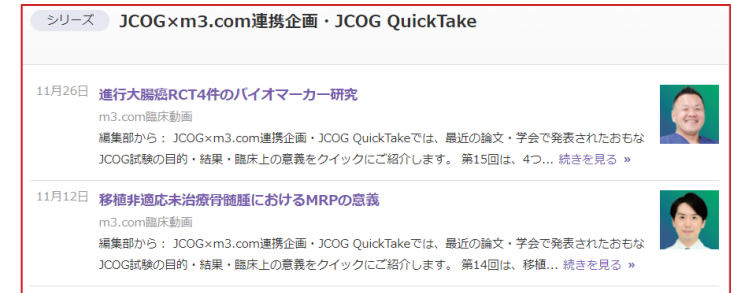 シリーズ JCOG×m3.com連携企画・JCOG QuickTake
11月26日 進行大腸癌RCT4件のバイオマーカー研究
m3.com臨床動画
編集部から： JCOG×m3.com連携企画・JCOG QuickTakeでは、最近の論文・学会で発表されたおもな
JCOG試験の目的・結果・臨床上の意義をクイックにご紹介します。 第15回は、4つ... 続きを見る »
11月12日 移植非適応未治療骨髄腫におけるMRPの意義
m3.com臨床動画
編集部から： JCOG×m3.com連携企画・JCOG QuickTakeでは、最近の論文・学会で発表されたおもな
JCOG試験の目的・結果・臨床上の意義をクイックにご紹介します。 第14回は、移植... 続きを見る »